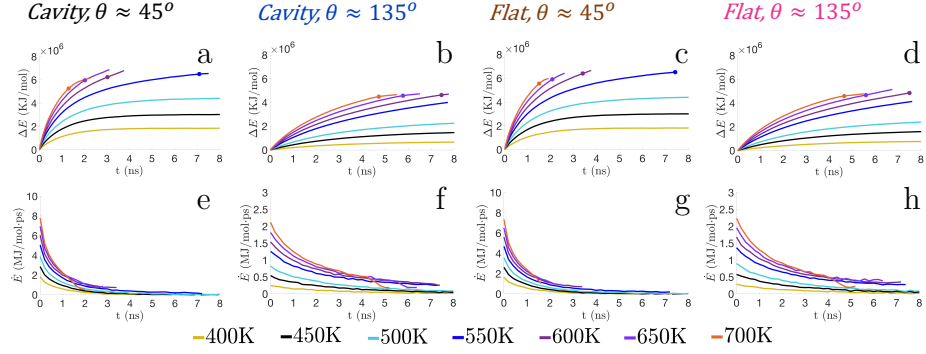 Cavity, θ ≈ 45º
Cavity, θ ≈ 135º
Flat, θ ≈ 45º
Flat, θ ≈ 135º
×10⁶
a
ΔE (KJ/mol)
8
6
4
2
0
0 1 2 3 4 5 6 7 8
t (ns)
×10⁶
b
ΔE (KJ/mol)
8
6
4
2
0
0 1 2 3 4 5 6 7 8
t (ns)
×10⁶
c
ΔE (KJ/mol)
8
6
4
2
0
0 1 2 3 4 5 6 7 8
t (ns)
×10⁶
d
ΔE (KJ/mol)
8
6
4
2
0
0 1 2 3 4 5 6 7 8
t (ns)
e
Ė (MJ/mol·ps)
10
8
6
4
2
0
0 1 2 3 4 5 6 7 8
t (ns)
f
Ė (MJ/mol·ps)
3
2.5
2
1.5
1
0.5
0
0 1 2 3 4 5 6 7 8
t (ns)
g
Ė (MJ/mol·ps)
10
8
6
4
2
0
0 1 2 3 4 5 6 7 8
t (ns)
h
Ė (MJ/mol·ps)
3
2.5
2
1.5
1
0.5
0
0 1 2 3 4 5 6 7 8
t (ns)
400K 450K 500K 550K 600K 650K 700K